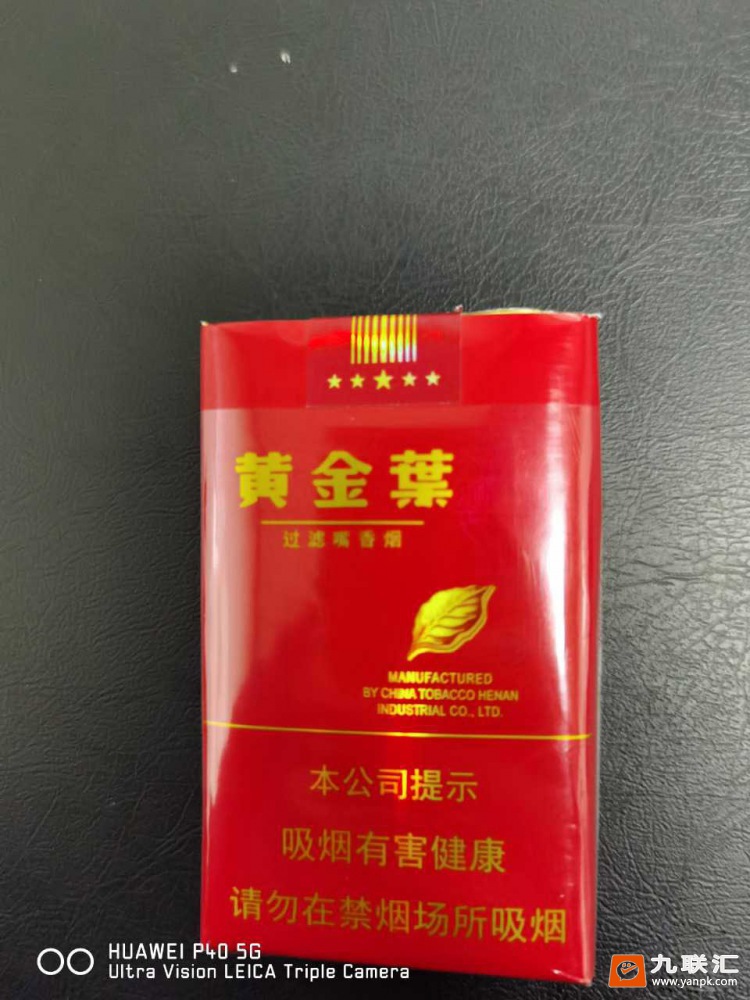 黄金葉
过滤嘴香烟
MANUFACTURED
BY CHINA TOBACCO HENAN
INDUSTRIAL CO., LTD.
本公司提示
吸烟有害健康
请勿在禁烟场所吸烟
HUAWEI P40 5G
Ultra Vision LEICA Triple Camera
九联汇
www.yanpk.com